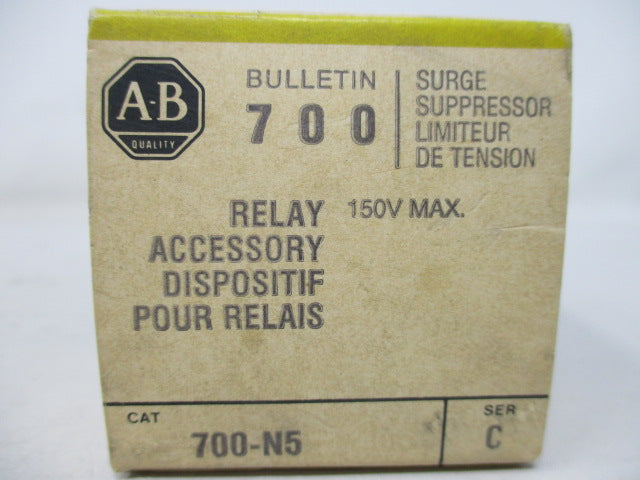 A-B
QUALITY
BULLETIN
700
SURGE
SUPPRESSOR
LIMITEUR
DE TENSION
RELAY
ACCESSORY
DISPOSITIF
POUR RELAIS
150V MAX.
CAT
700-N5
SER
C